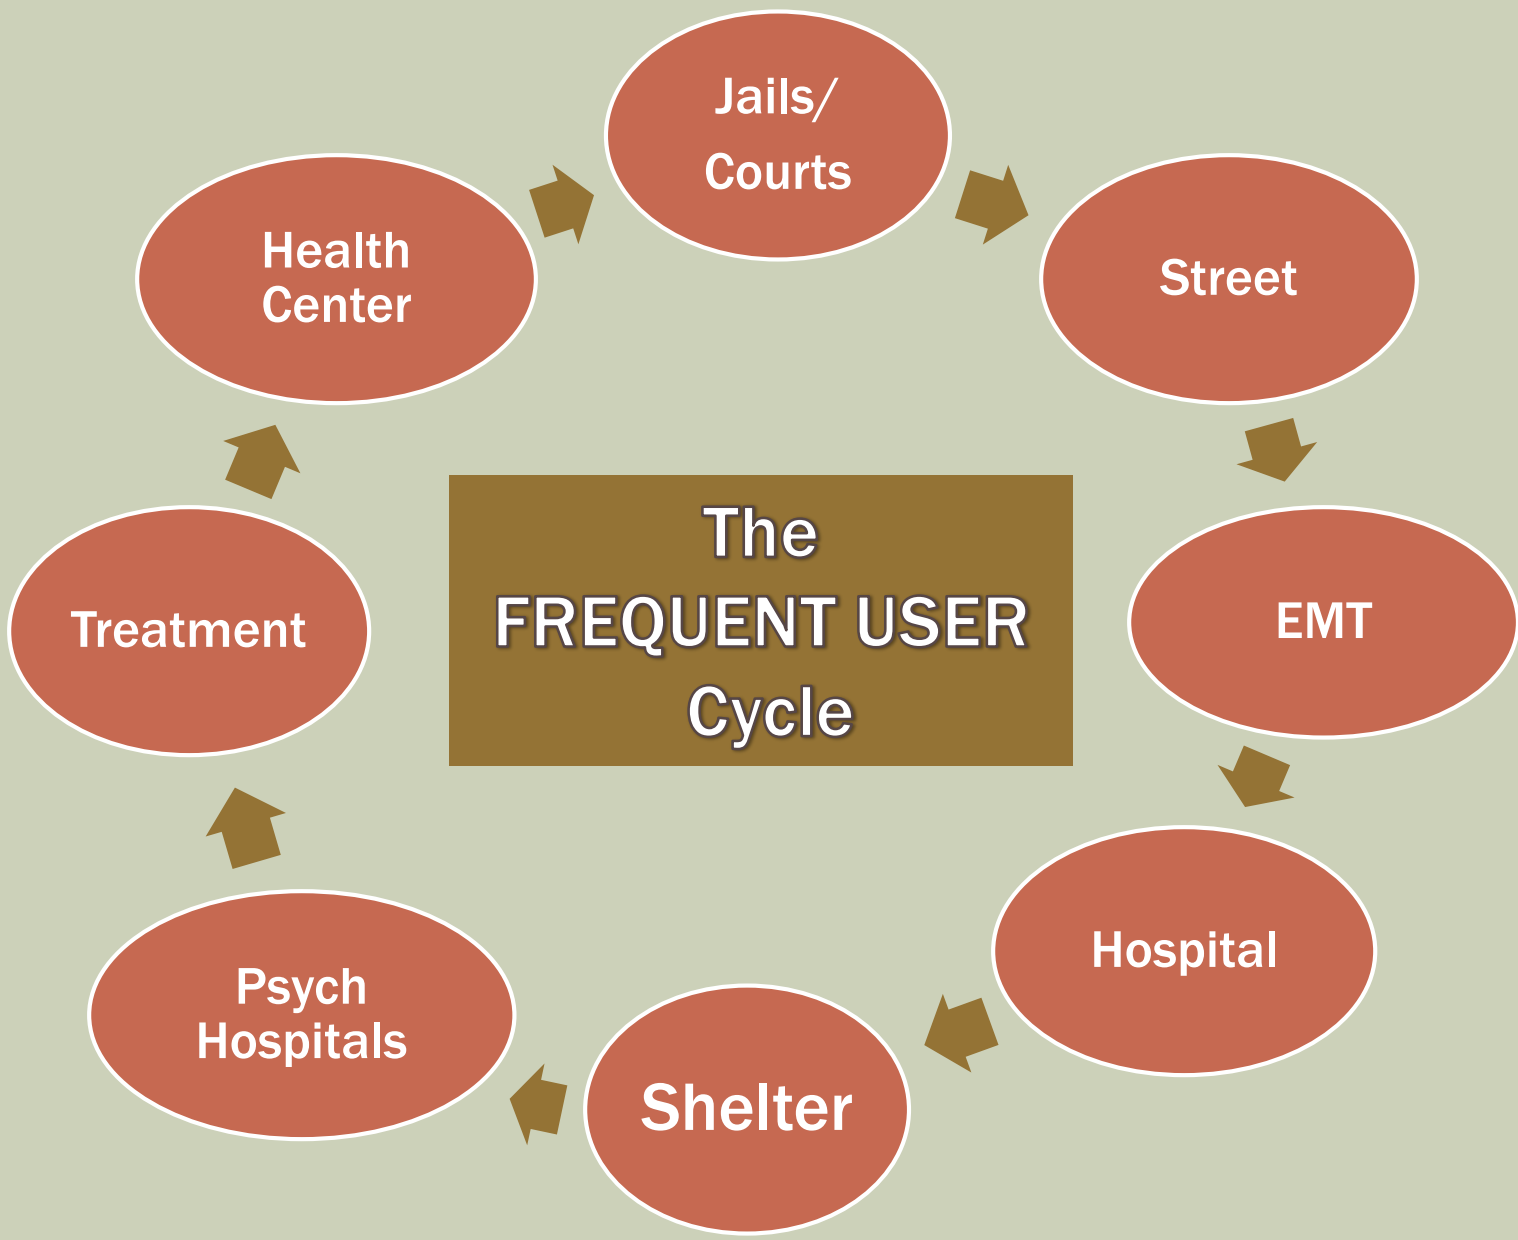 Jails/
Courts
Street
EMT
Hospital
Shelter
Psych
Hospitals
Treatment
Health
Center
The
FREQUENT USER
Cycle